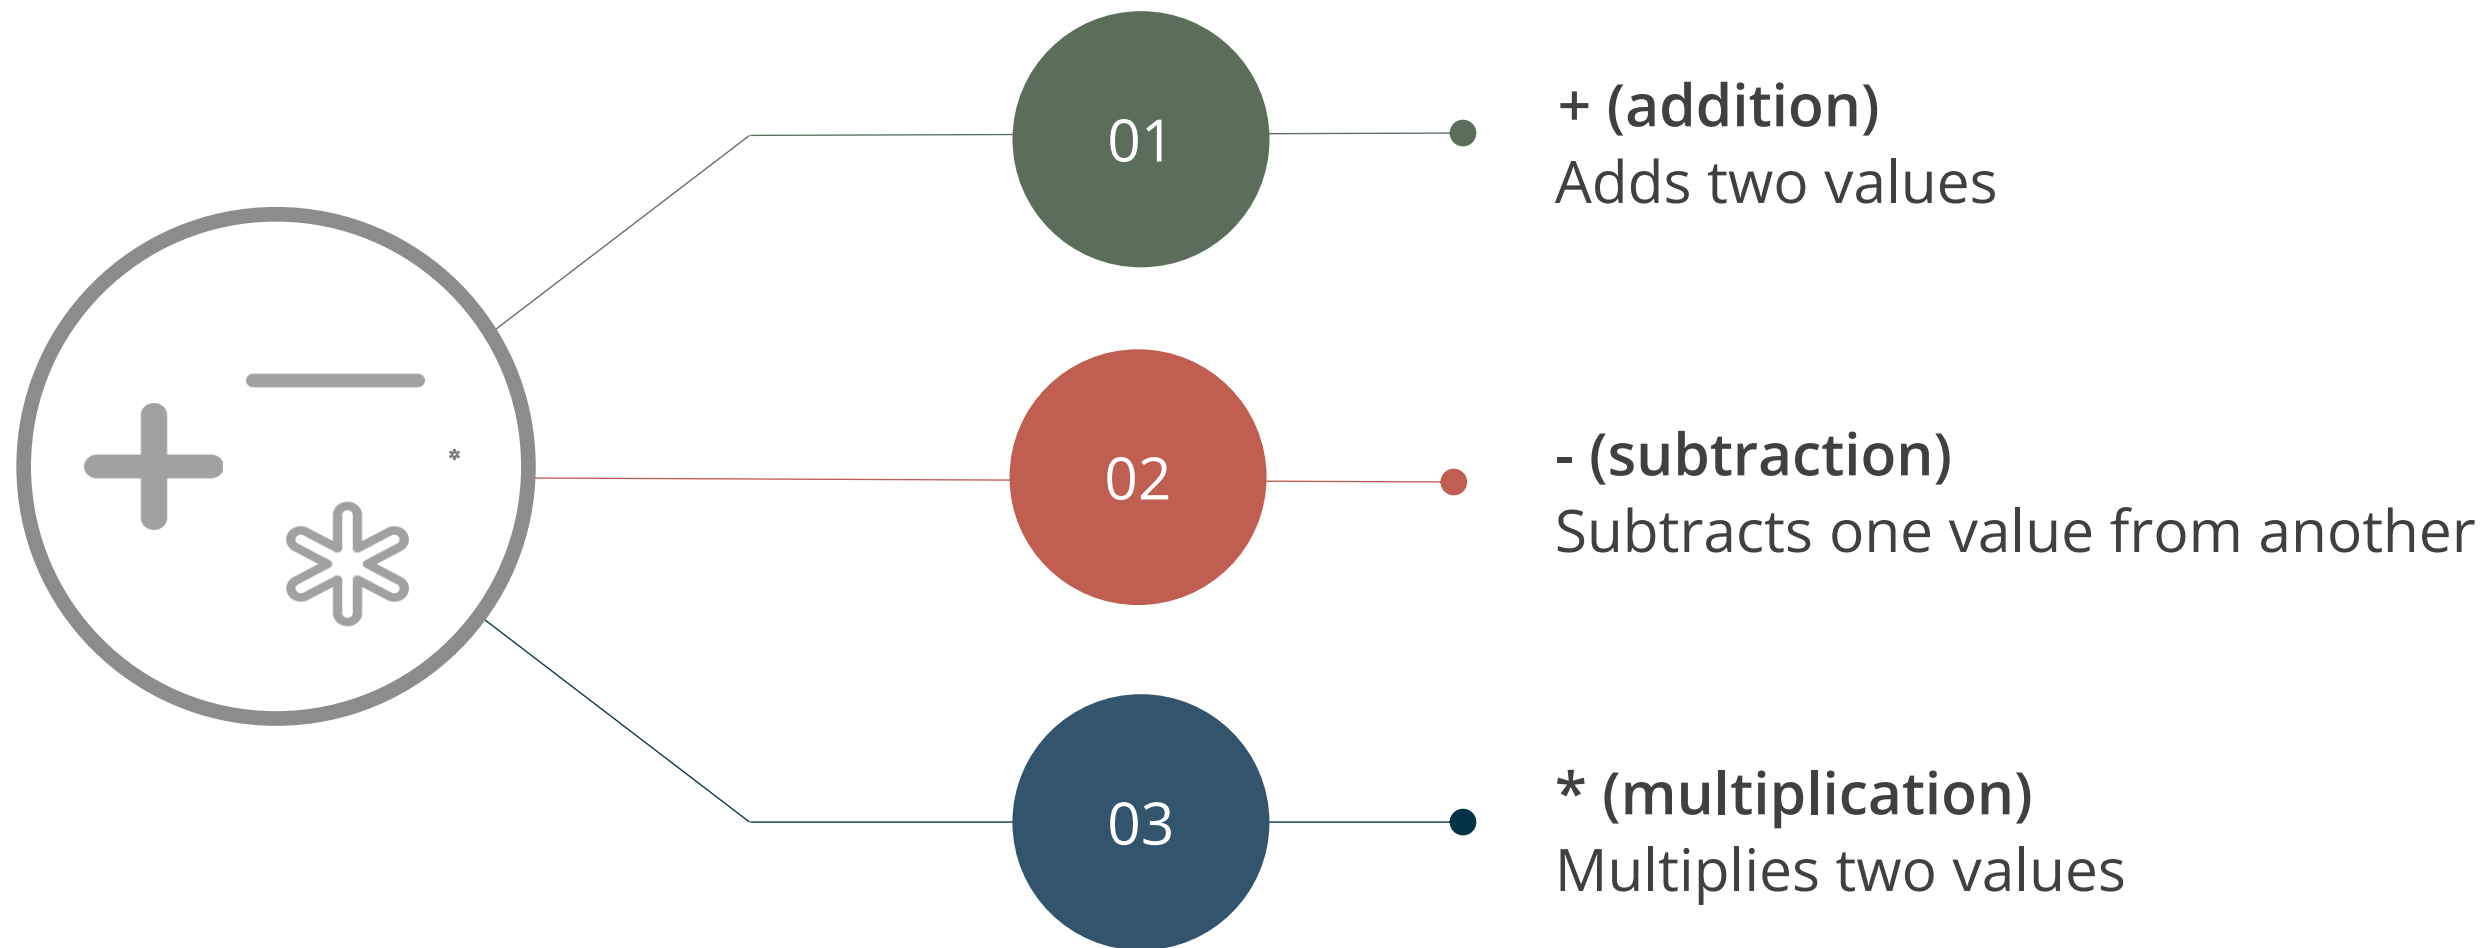 01
+ (addition)
Adds two values
02
- (subtraction)
Subtracts one value from another
*
03
* (multiplication)
Multiplies two values